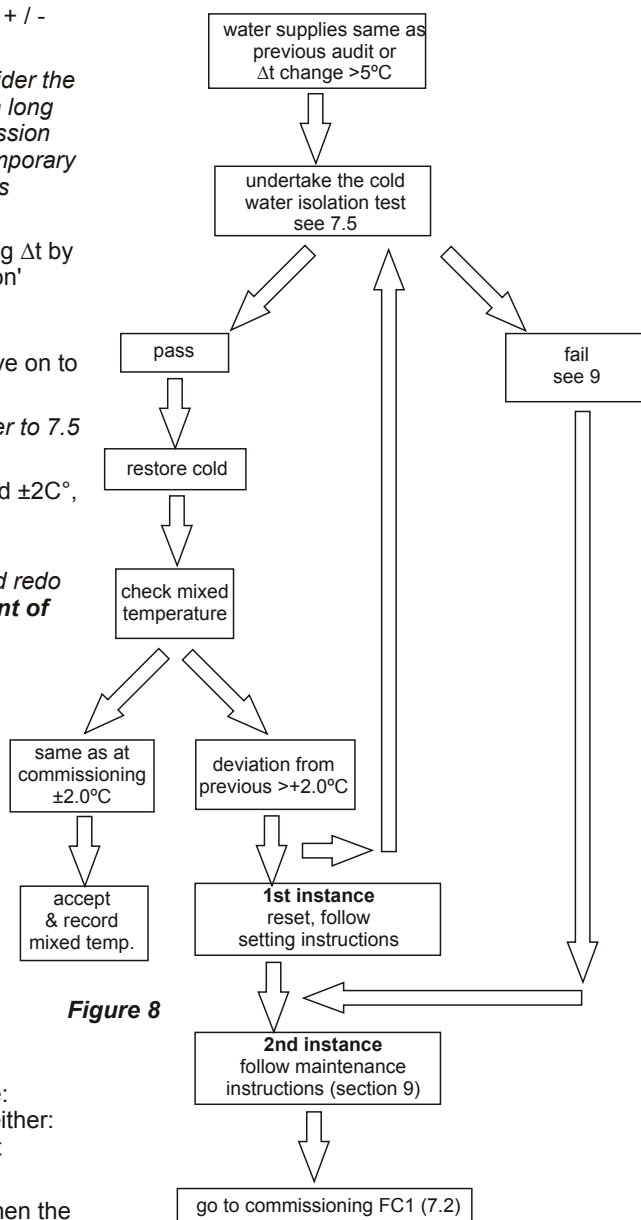 + / -
ider the
long
ssion
mporary
s
g Δt by
on'
ve on to
er to 7.5
d ±2C°,
d redo
nt of
water supplies same as
previous audit or
Δt change >5ºC
undertake the cold
water isolation test
see 7.5
pass
fail
see 9
restore cold
check mixed
temperature
same as at
commissioning
±2.0ºC
deviation from
previous >+2.0ºC
accept
& record
mixed temp.
1st instance
reset, follow
setting instructions
Figure 8
2nd instance
follow maintenance
instructions (section 9)
go to commissioning FC1 (7.2)
e:
either:
t
hen the